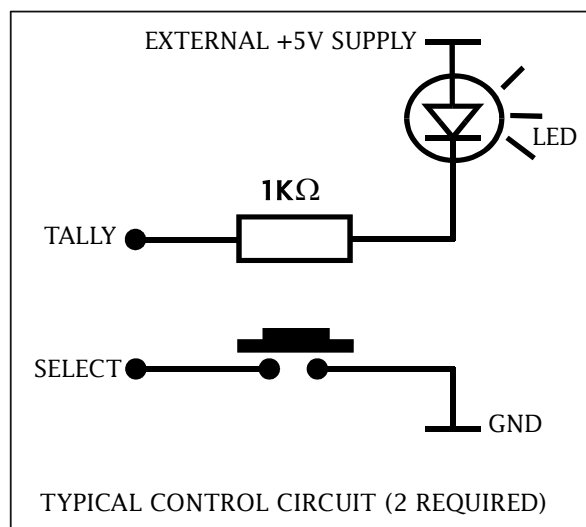 EXTERNAL +5V SUPPLY
LED
1KΩ
TALLY
SELECT
GND
TYPICAL CONTROL CIRCUIT (2 REQUIRED)